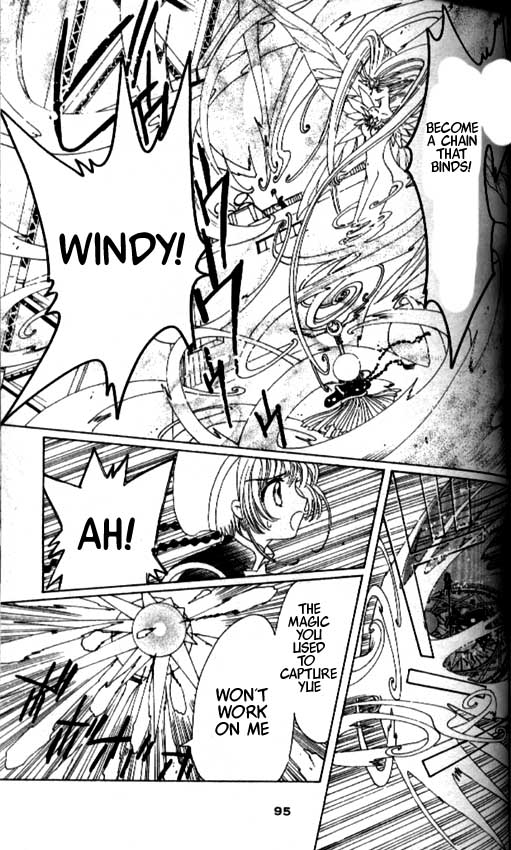 BECOME
A CHAIN
THAT
BINDS!
WINDY!
AH!
THE
MAGIC
YOU
USED
TO
CAPTURE
YUE
WON'T
WORK
ON ME
95